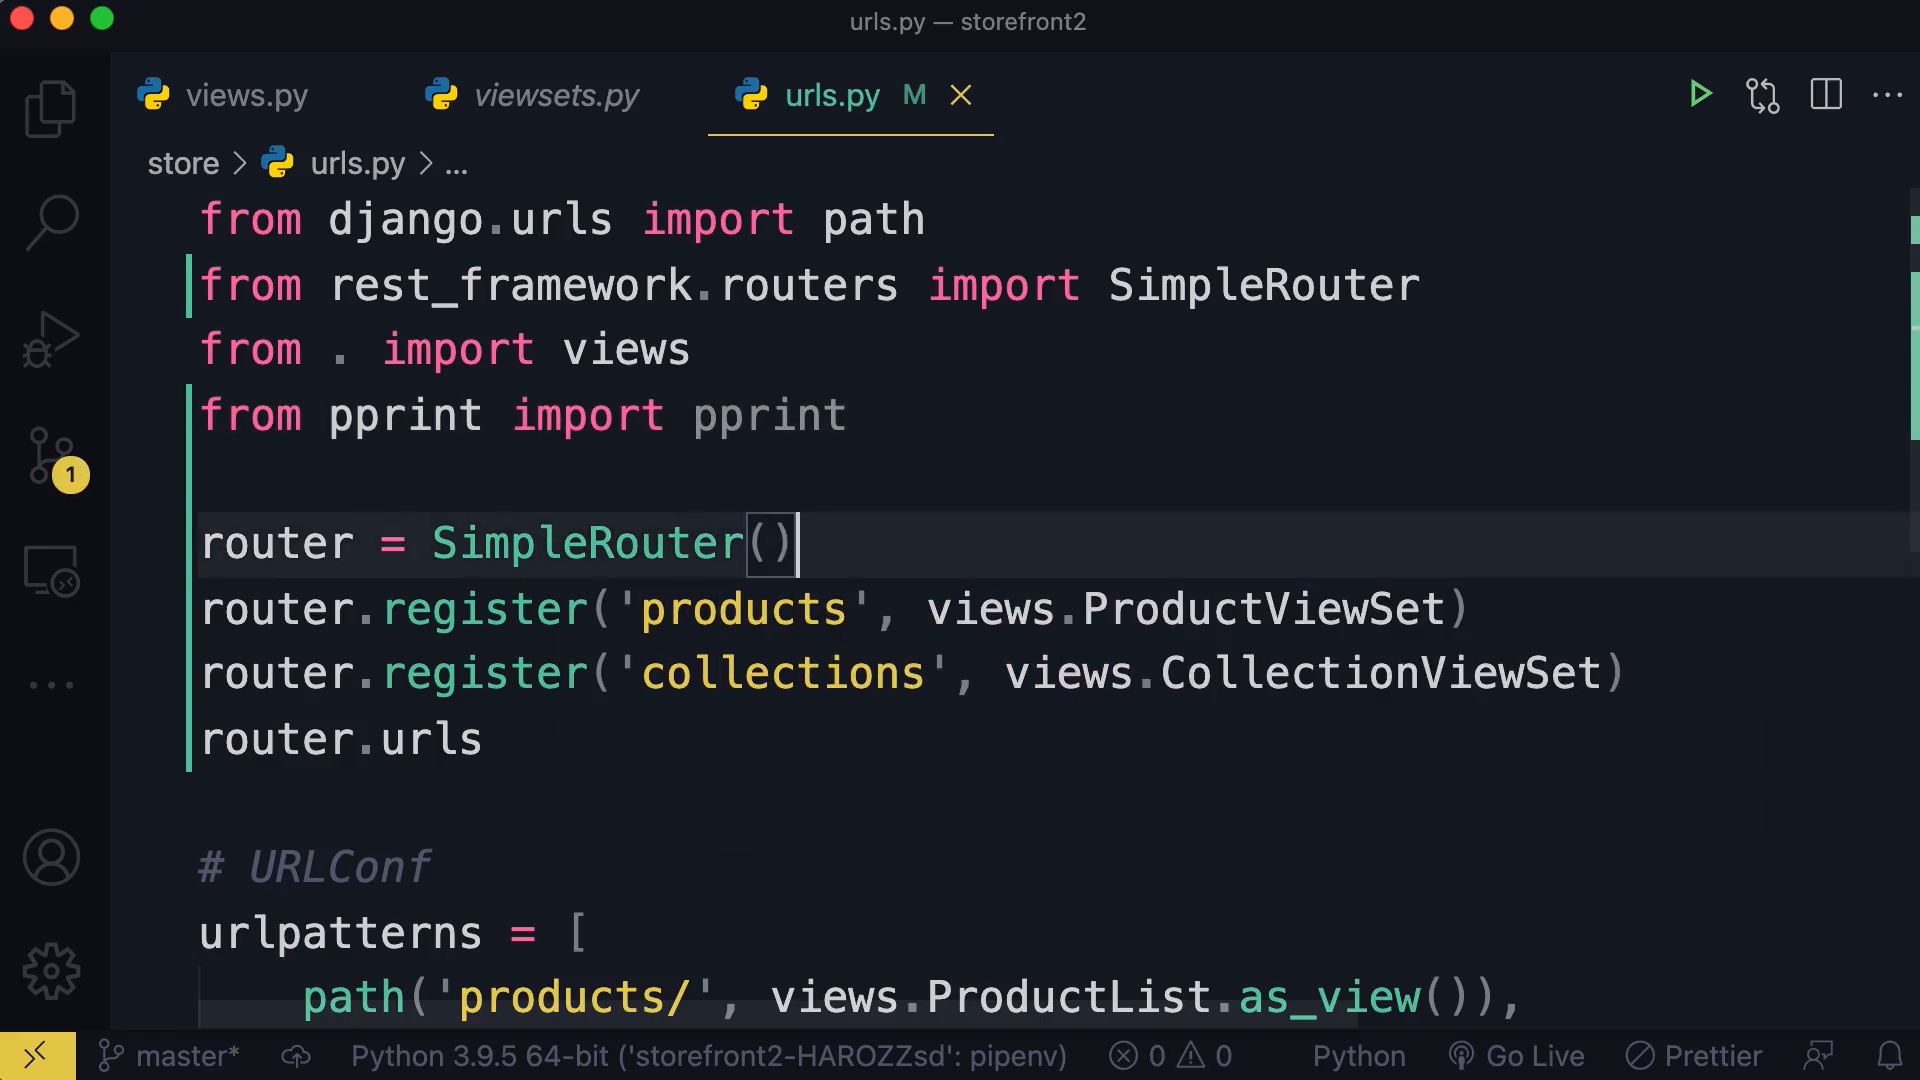 urls.py — storefront2
views.py viewsets.py urls.py M
store > urls.py > ...
from django.urls import path
from rest_framework.routers import SimpleRouter
from . import views
from pprint import pprint
router = SimpleRouter()
router.register('products', views.ProductViewSet)
router.register('collections', views.CollectionViewSet)
router.urls
# URLConf
urlpatterns = [
path('products/', views.ProductList.as_view()),
1
master* Python 3.9.5 64-bit ('storefront2-HAROZZsd': pipenv) 0 0 Python Go Live Prettier